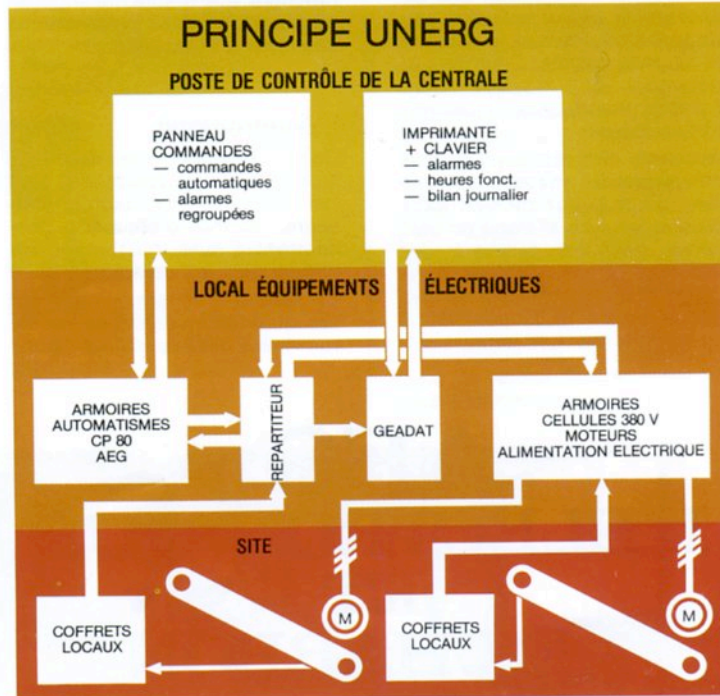 PRINCIPE UNERG
POSTE DE CONTRÔLE DE LA CENTRALE
PANNEAU
COMMANDES
— commandes
automatiques
— alarmes
regroupées
IMPRIMANTE
+ CLAVIER
— alarmes
— heures fonct.
— bilan journalier
LOCAL ÉQUIPEMENTS ÉLECTRIQUES
ARMOIRES
AUTOMATISMES
CP 80
AEG
REPARTITEUR
GEADAT
ARMOIRES
CELLULES 380 V
MOTEURS
ALIMENTATION ELECTRIQUE
SITE
COFFRETS
LOCAUX
M
COFFRETS
LOCAUX
M